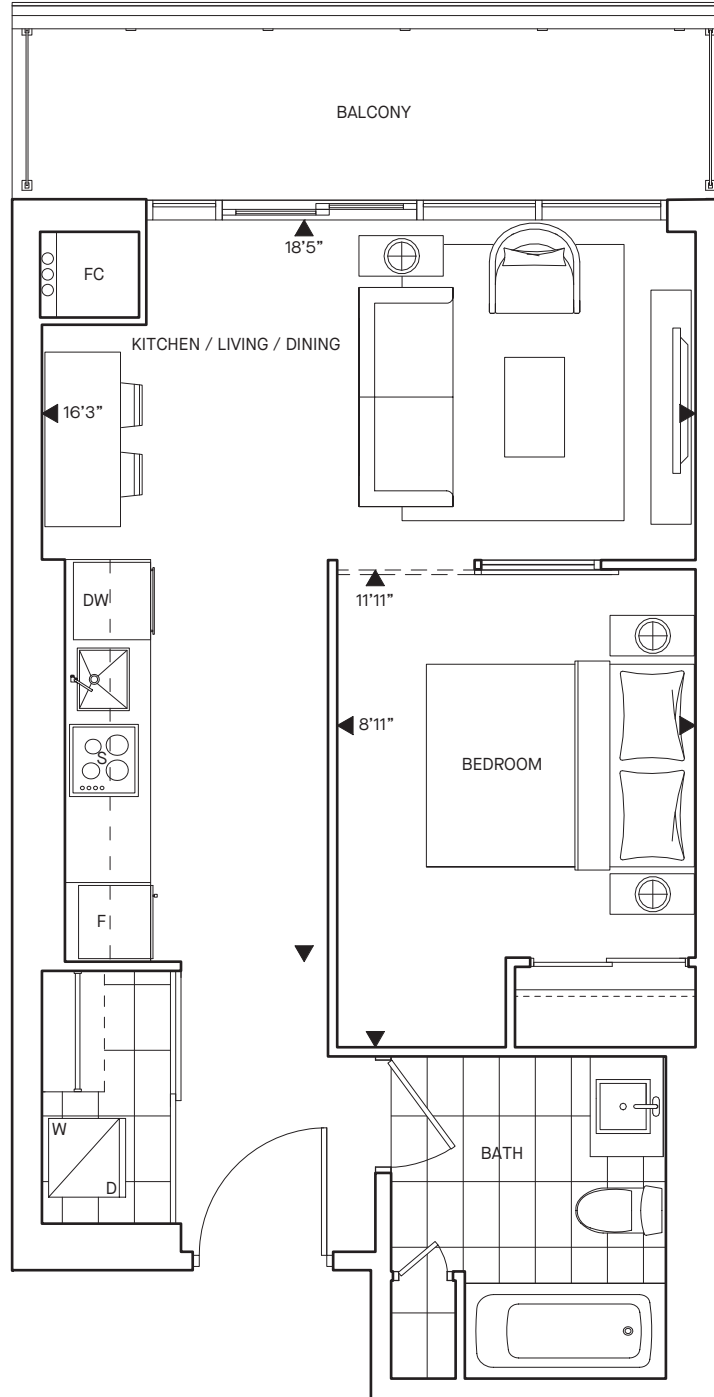 BALCONY
18'5”
FC
KITCHEN / LIVING / DINING
16'3”
DW
11'11”
8'11”
S
BEDROOM
F
W
D
BATH